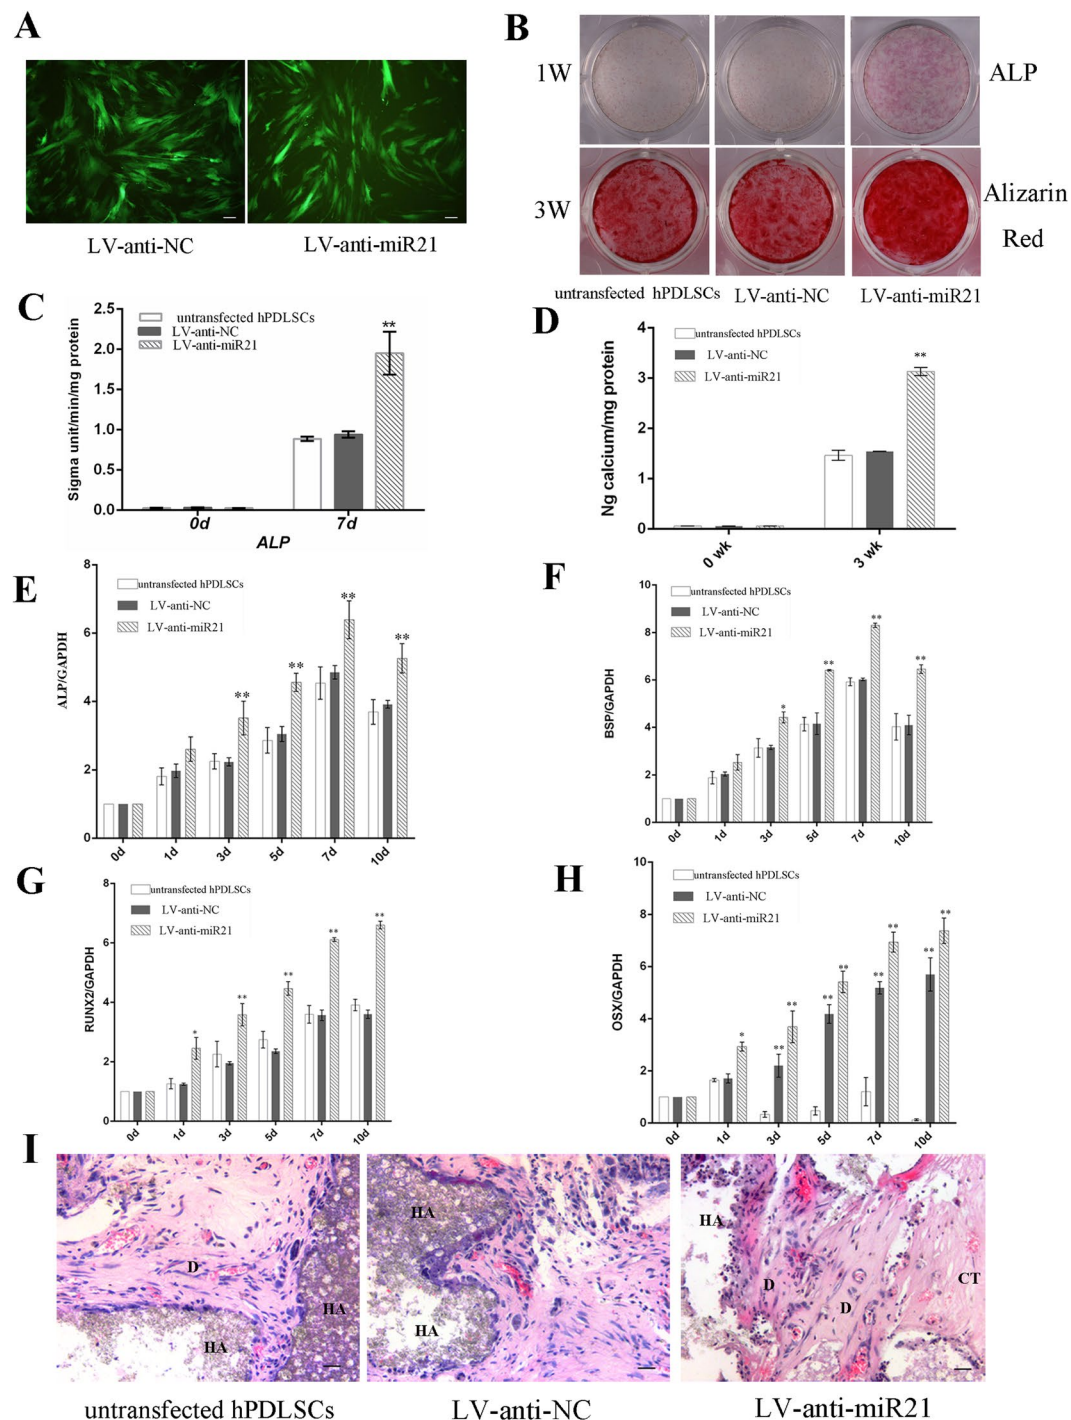 A
LV-anti-NC
LV-anti-miR21
B
1W
ALP
3W
Alizarin
Red
untransfected hPDLSCs
LV-anti-NC
LV-anti-miR21
C
Sigma unit/min/mg protein
2.5
2.0
1.5
1.0
0.5
0.0
untransfected hPDLSCs
LV-anti-NC
LV-anti-miR21
**
0d
7d
ALP
D
Ng calcium/mg protein
4
3
2
1
0
untransfected hPDLSCs
LV-anti-NC
LV-anti-miR21
**
0 wk
3 wk
E
ALP/GAPDH
8
6
4
2
0
untransfected hPDLSCs
LV-anti-NC
LV-anti-miR21
** ** ** **
0d 1d 3d 5d 7d 10d
F
BSP/GAPDH
10
8
6
4
2
0
untransfected hPDLSCs
LV-anti-NC
LV-anti-miR21
* ** ** **
0d 1d 3d 5d 7d 10d
G
RUNX2/GAPDH
8
6
4
2
0
untransfected hPDLSCs
LV-anti-NC
LV-anti-miR21
* ** ** ** **
0d 1d 3d 5d 7d 10d
H
OSX/GAPDH
10
8
6
4
2
0
untransfected hPDLSCs
LV-anti-NC
LV-anti-miR21
* ** ** ** ** ** ** ** **
0d 1d 3d 5d 7d 10d
I
D
HA
HA
untransfected hPDLSCs
HA
HA
LV-anti-NC
HA
D
D
CT
LV-anti-miR21